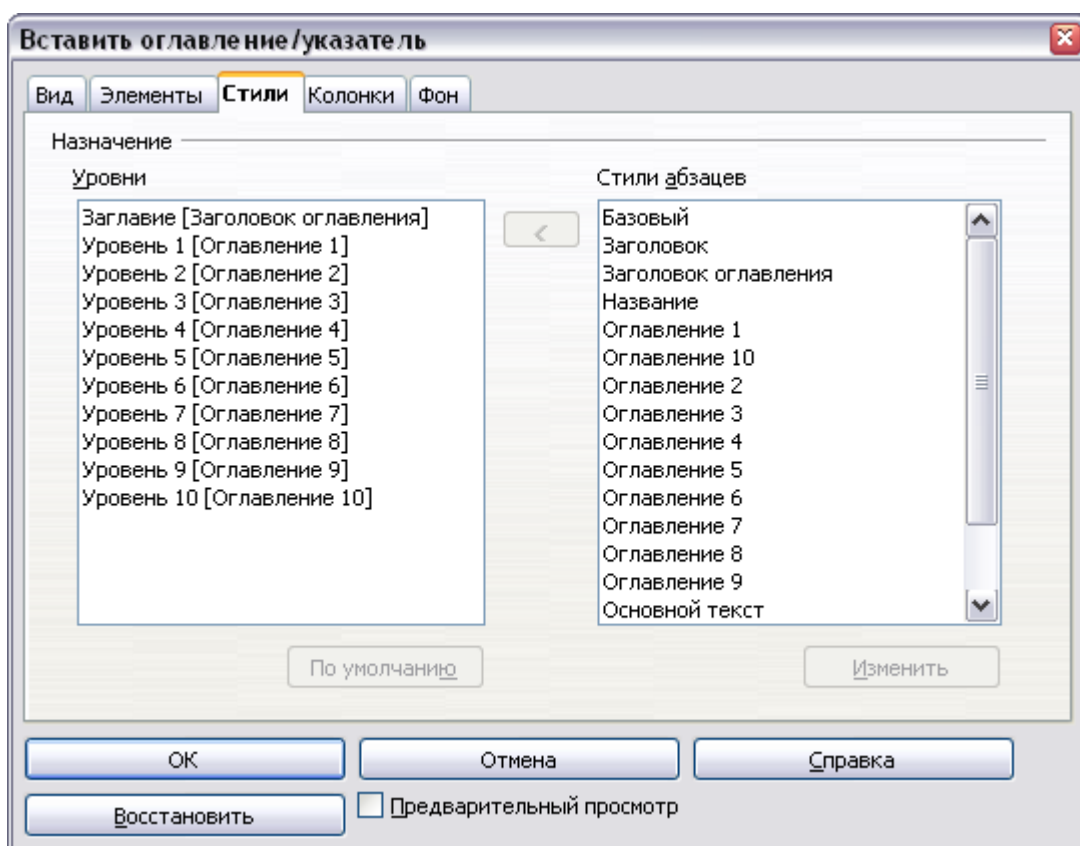 Вставить оглавление/указатель
Вид Элементы Стили Колонки Фон
Назначение
Уровни
Заглавие [Заголовок оглавления]
Уровень 1 [Оглавление 1]
Уровень 2 [Оглавление 2]
Уровень 3 [Оглавление 3]
Уровень 4 [Оглавление 4]
Уровень 5 [Оглавление 5]
Уровень 6 [Оглавление 6]
Уровень 7 [Оглавление 7]
Уровень 8 [Оглавление 8]
Уровень 9 [Оглавление 9]
Уровень 10 [Оглавление 10]
По умолчанию
<
Стили абзацев
Базовый
Заголовок
Заголовок оглавления
Название
Оглавление 1
Оглавление 10
Оглавление 2
Оглавление 3
Оглавление 4
Оглавление 5
Оглавление 6
Оглавление 7
Оглавление 8
Оглавление 9
Основной текст
Изменить
ОК Отмена Справка
Восстановить Предварительный просмотр